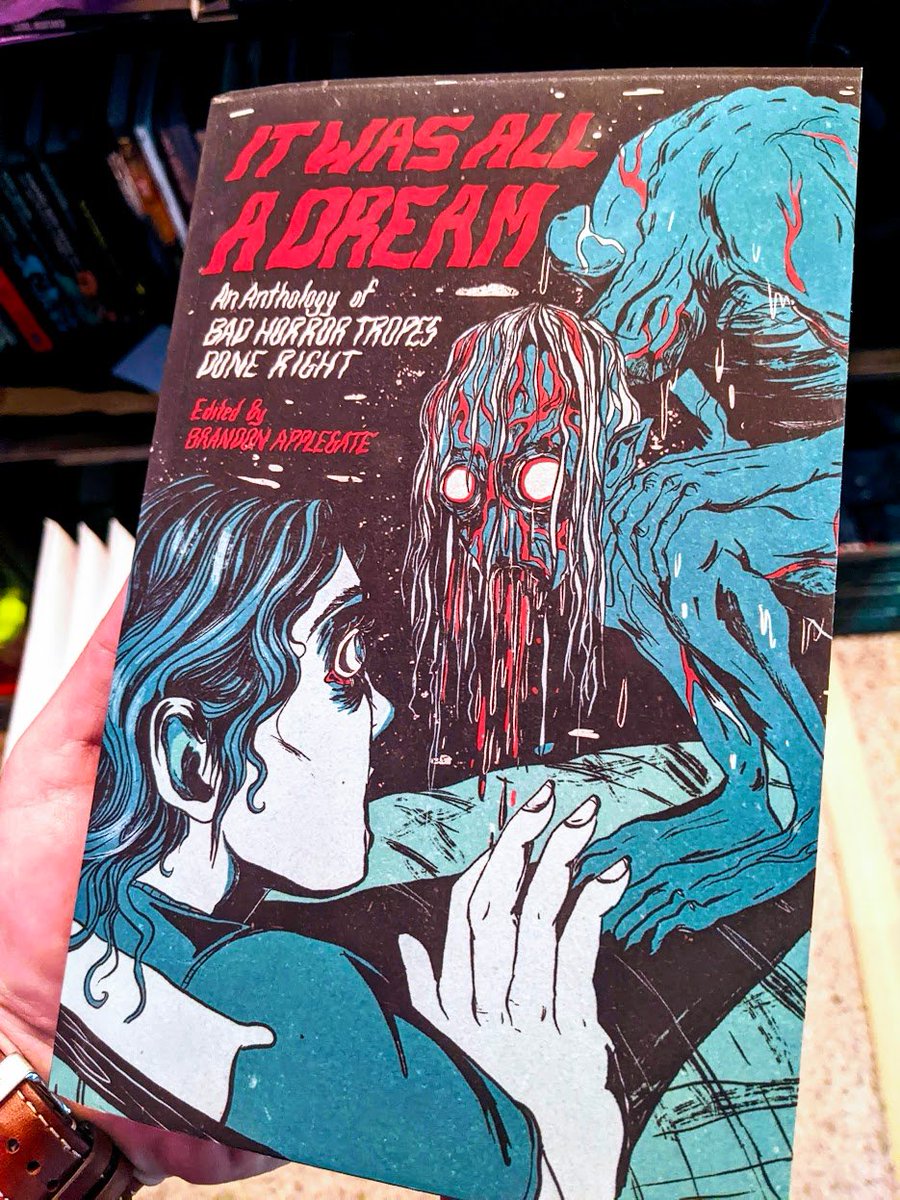 IT WAS ALL
A DREAM
An Anthology of
BAD HORROR TROPES
DONE RIGHT
Edited By
BRANDON APPLEGATE